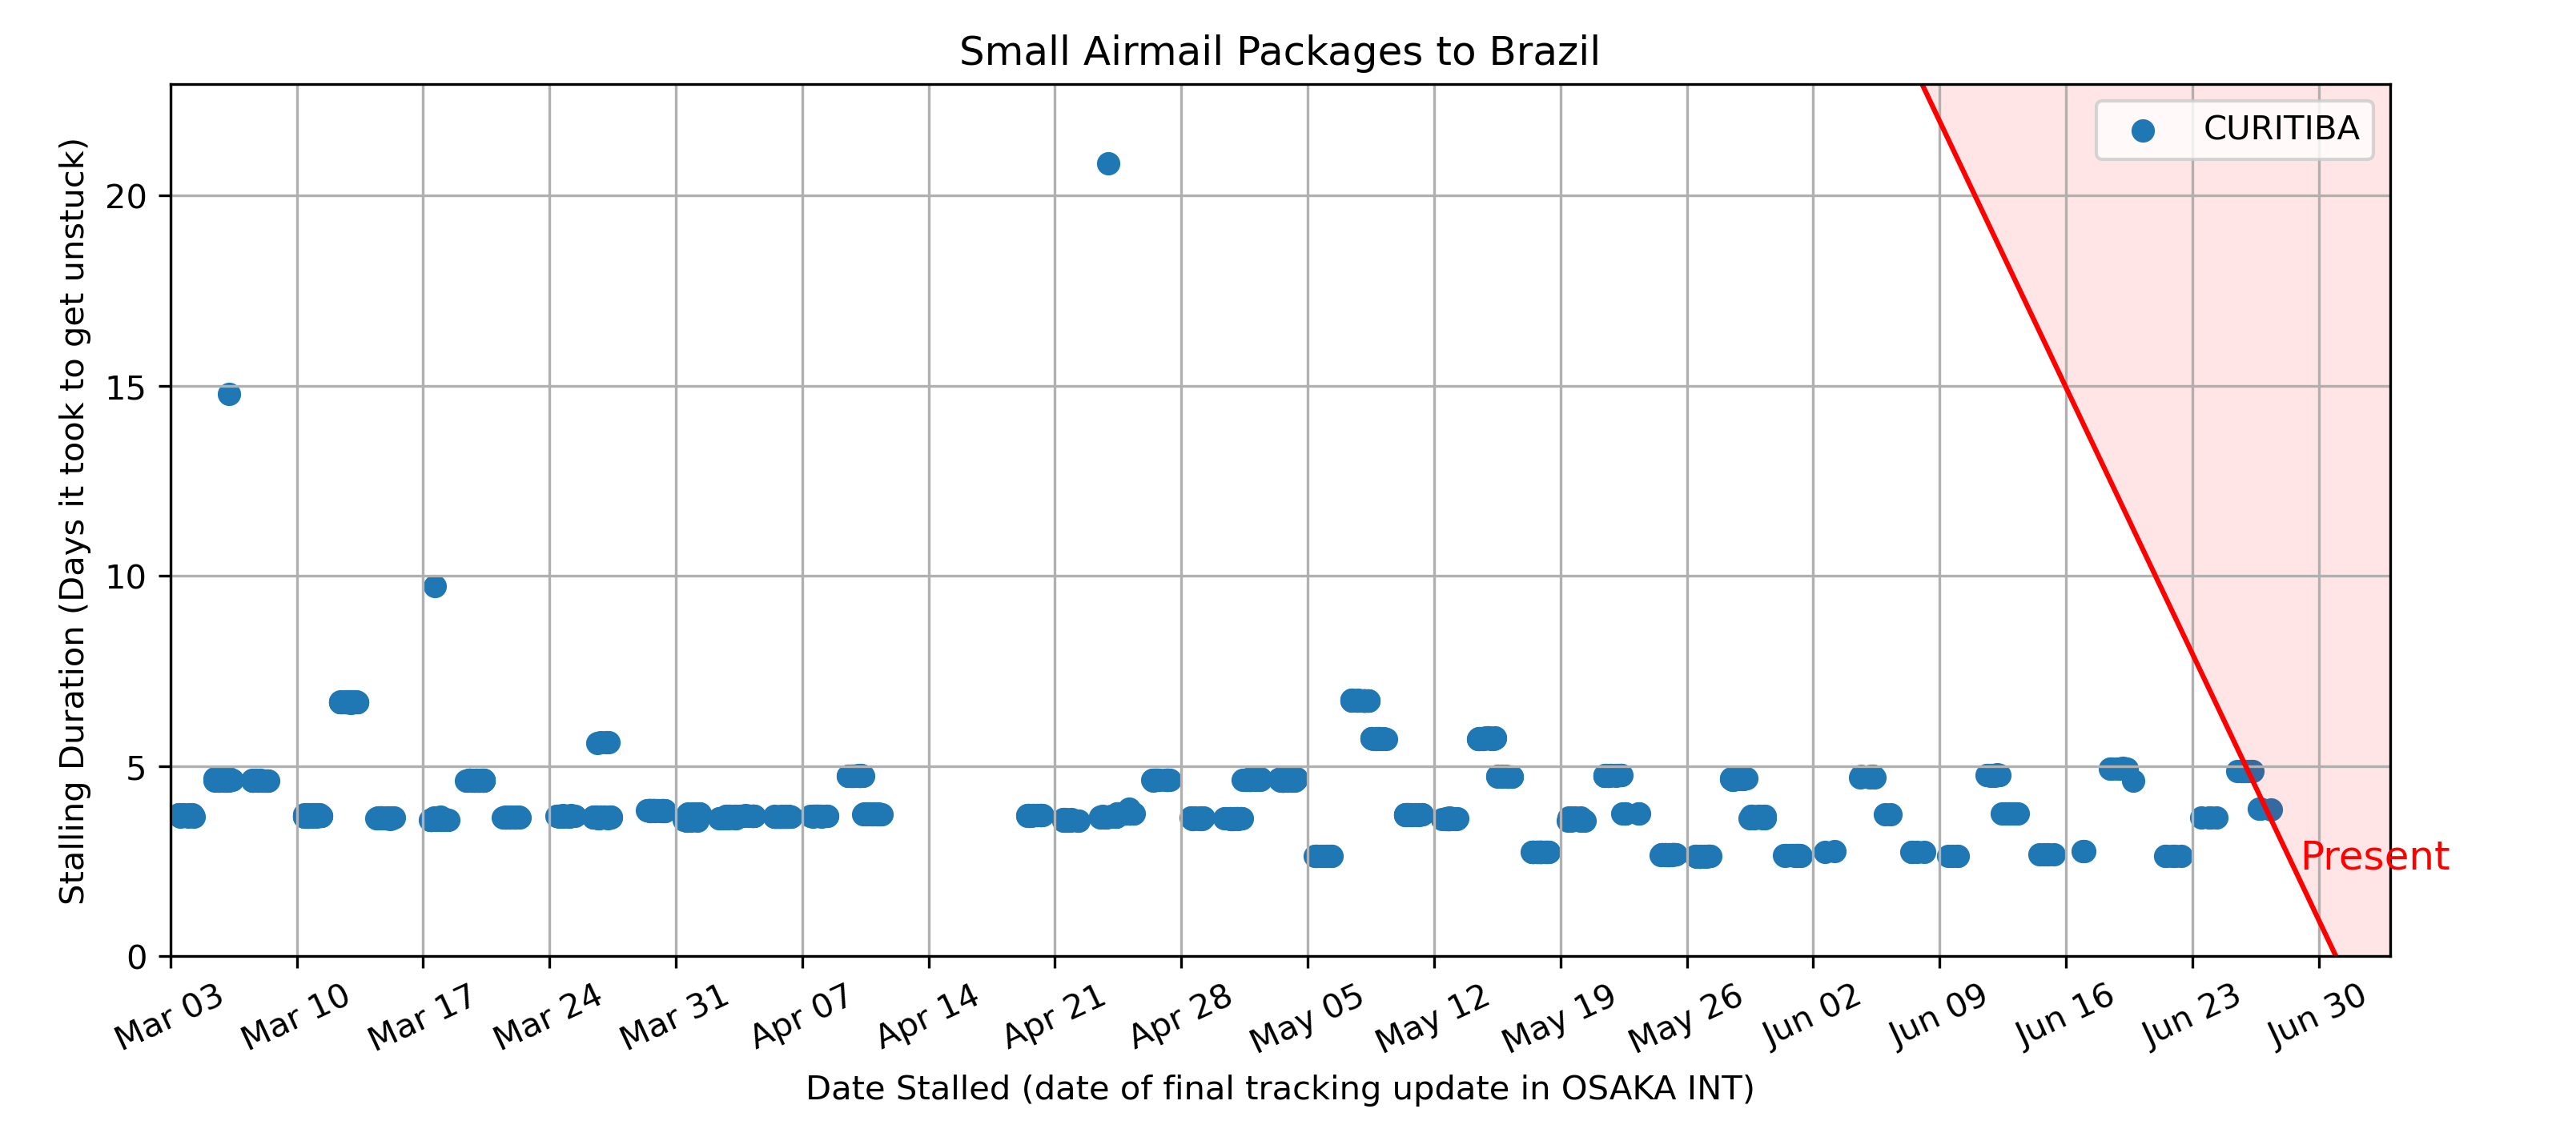 Small Airmail Packages to Brazil
CURITIBA
Stalling Duration (Days it took to get unstuck)
20
15
10
5
0
Present
Mar 03 Mar 10 Mar 17 Mar 24 Mar 31 Apr 07 Apr 14 Apr 21 Apr 28 May 05 May 12 May 19 May 26 Jun 02 Jun 09 Jun 16 Jun 23 Jun 30
Date Stalled (date of final tracking update in OSAKA INT)